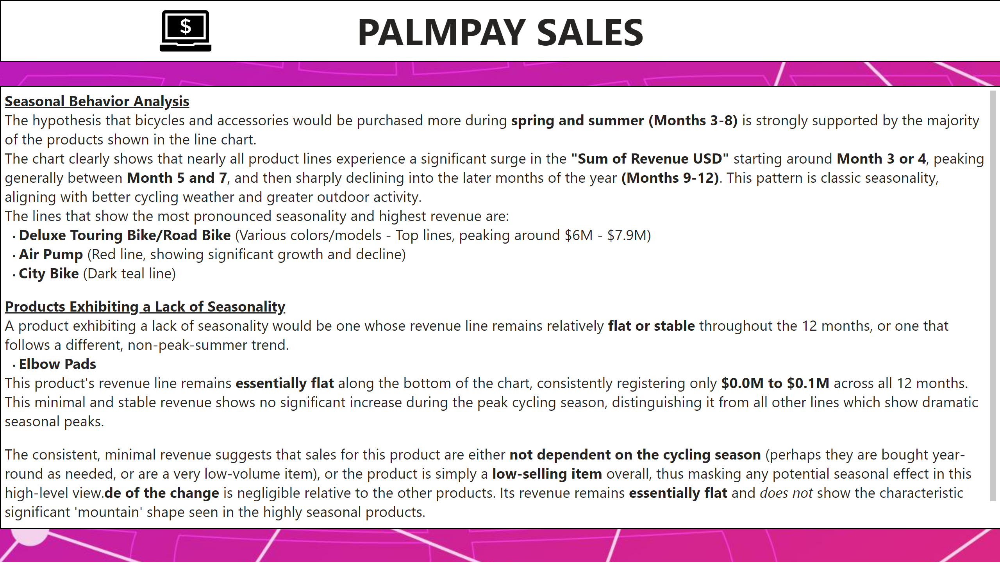 $
PALMPAY SALES
Seasonal Behavior Analysis
The hypothesis that bicycles and accessories would be purchased more during spring and summer (Months 3-8) is strongly supported by the majority
of the products shown in the line chart.
The chart clearly shows that nearly all product lines experience a significant surge in the "Sum of Revenue USD" starting around Month 3 or 4, peaking
generally between Month 5 and 7, and then sharply declining into the later months of the year (Months 9-12). This pattern is classic seasonality,
aligning with better cycling weather and greater outdoor activity.
The lines that show the most pronounced seasonality and highest revenue are:
• Deluxe Touring Bike/Road Bike (Various colors/models - Top lines, peaking around $6M - $7.9M)
• Air Pump (Red line, showing significant growth and decline)
• City Bike (Dark teal line)
Products Exhibiting a Lack of Seasonality
A product exhibiting a lack of seasonality would be one whose revenue line remains relatively flat or stable throughout the 12 months, or one that
follows a different, non-peak-summer trend.
• Elbow Pads
This product's revenue line remains essentially flat along the bottom of the chart, consistently registering only $0.0M to $0.1M across all 12 months.
This minimal and stable revenue shows no significant increase during the peak cycling season, distinguishing it from all other lines which show dramatic
seasonal peaks.
The consistent, minimal revenue suggests that sales for this product are either not dependent on the cycling season (perhaps they are bought year-
round as needed, or are a very low-volume item), or the product is simply a low-selling item overall, thus masking any potential seasonal effect in this
high-level view.de of the change is negligible relative to the other products. Its revenue remains essentially flat and does not show the characteristic
significant 'mountain' shape seen in the highly seasonal products.